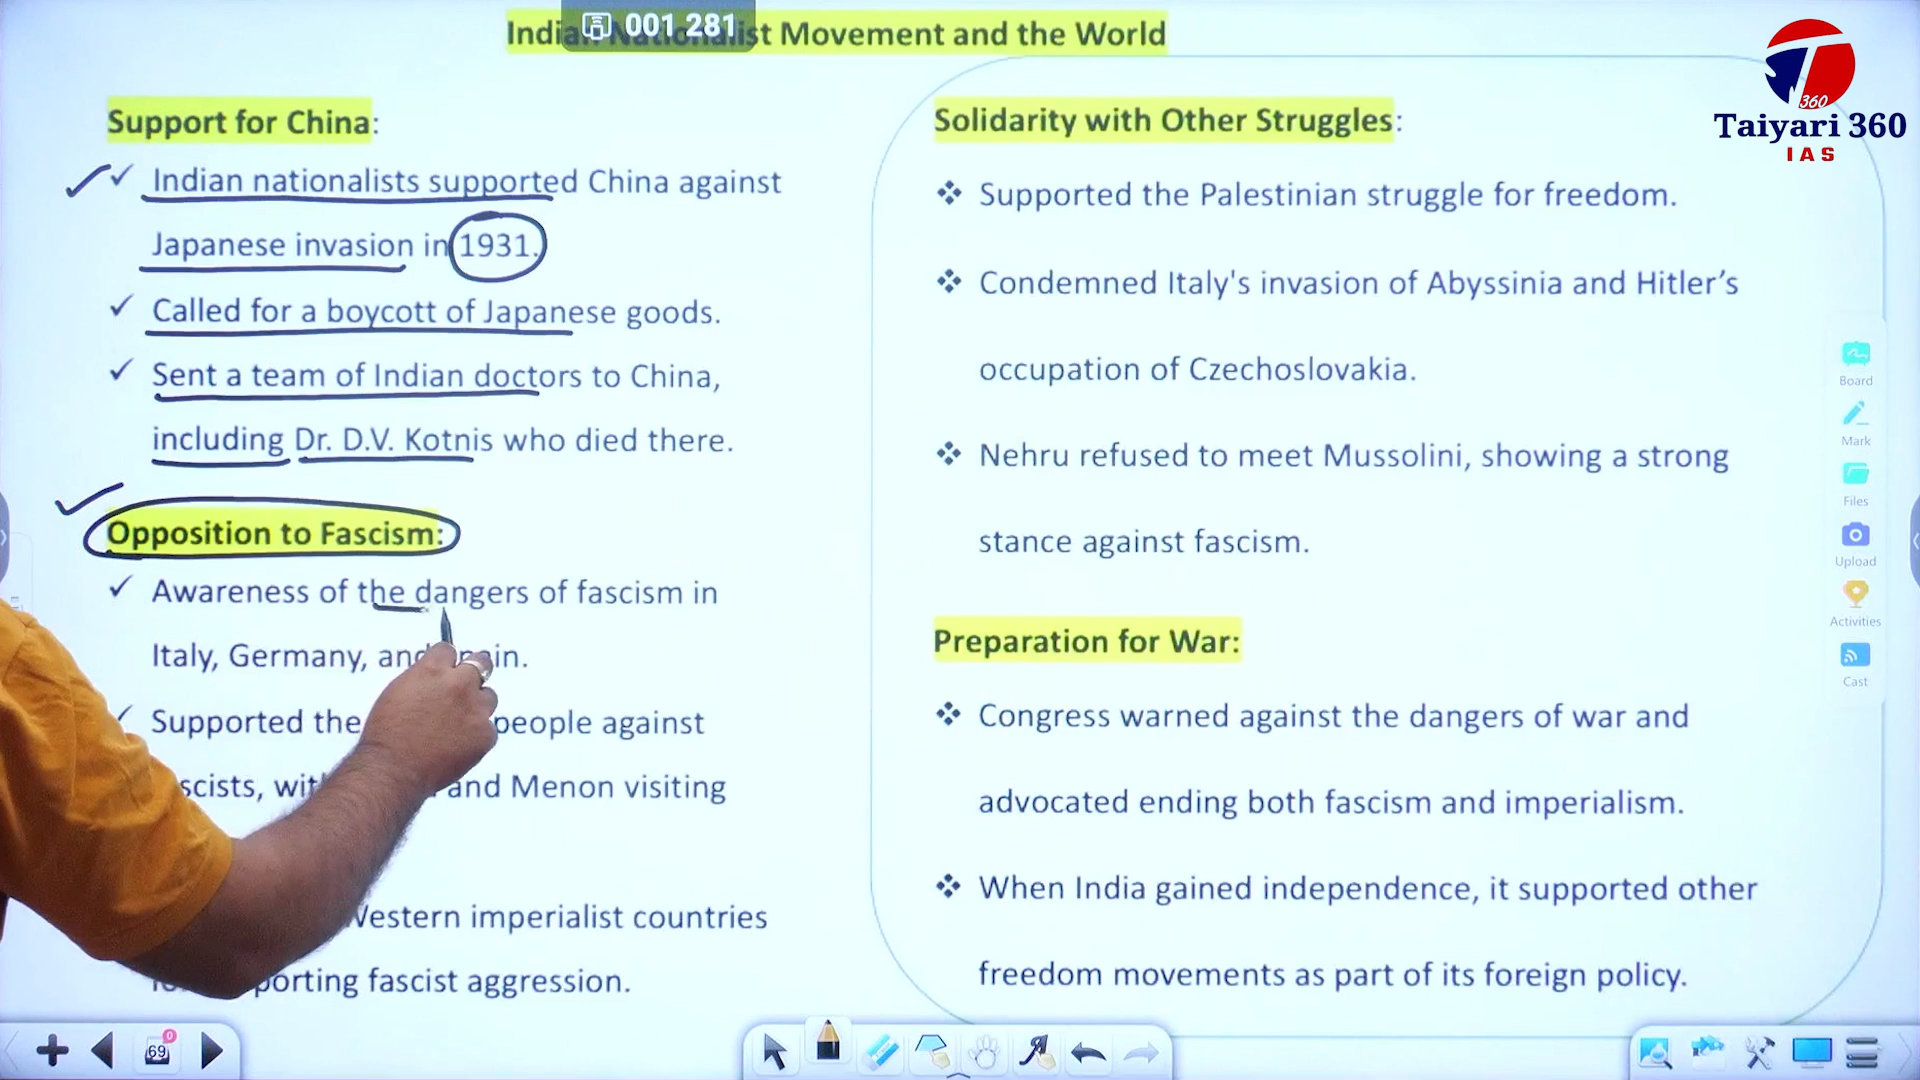 Indian Nationalist Movement and the World
001 281
360
Taiyari 360
IAS
Support for China:
Indian nationalists supported China against
Japanese invasion in 1931.
Called for a boycott of Japanese goods.
Sent a team of Indian doctors to China,
including Dr. D.V. Kotnis who died there.
Opposition to Fascism:
Awareness of the dangers of fascism in
Italy, Germany, and
Supported the people against
and Menon visiting
Western imperialist countries
fascist aggression.
Solidarity with Other Struggles:
Supported the Palestinian struggle for freedom.
Condemned Italy's invasion of Abyssinia and Hitler’s
occupation of Czechoslovakia.
Nehru refused to meet Mussolini, showing a strong
stance against fascism.
Preparation for War:
Congress warned against the dangers of war and
advocated ending both fascism and imperialism.
When India gained independence, it supported other
freedom movements as part of its foreign policy.
Board
Mark
Files
Upload
Activities
Cast
69
0